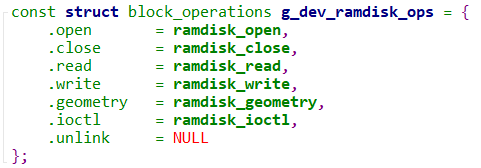 const struct block_operations g_dev_ramdisk_ops = {
    .open       = ramdisk_open,
    .close      = ramdisk_close,
    .read       = ramdisk_read,
    .write      = ramdisk_write,
    .geometry   = ramdisk_geometry,
    .ioctl      = ramdisk_ioctl,
    .unlink     = NULL
};